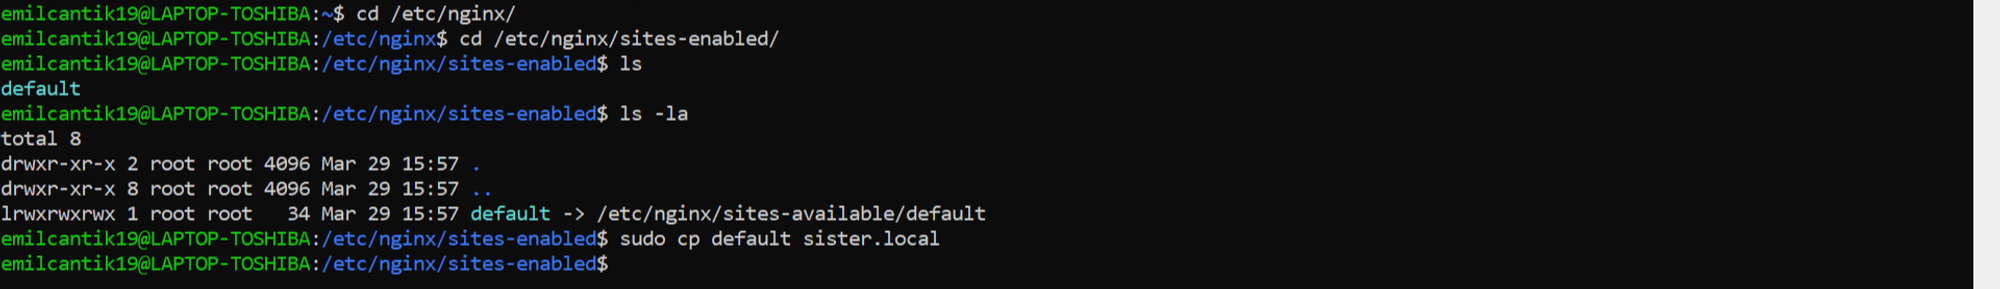 emilcantik19@LAPTOP-TOSHIBA:~$ cd /etc/nginx/
emilcantik19@LAPTOP-TOSHIBA:/etc/nginx$ cd /etc/nginx/sites-enabled/
emilcantik19@LAPTOP-TOSHIBA:/etc/nginx/sites-enabled$ ls
default
emilcantik19@LAPTOP-TOSHIBA:/etc/nginx/sites-enabled$ ls -la
total 8
drwxr-xr-x 2 root root 4096 Mar 29 15:57 .
drwxr-xr-x 8 root root 4096 Mar 29 15:57 ..
lrwxrwxrwx 1 root root   34 Mar 29 15:57 default -> /etc/nginx/sites-available/default
emilcantik19@LAPTOP-TOSHIBA:/etc/nginx/sites-enabled$ sudo cp default sister.local
emilcantik19@LAPTOP-TOSHIBA:/etc/nginx/sites-enabled$